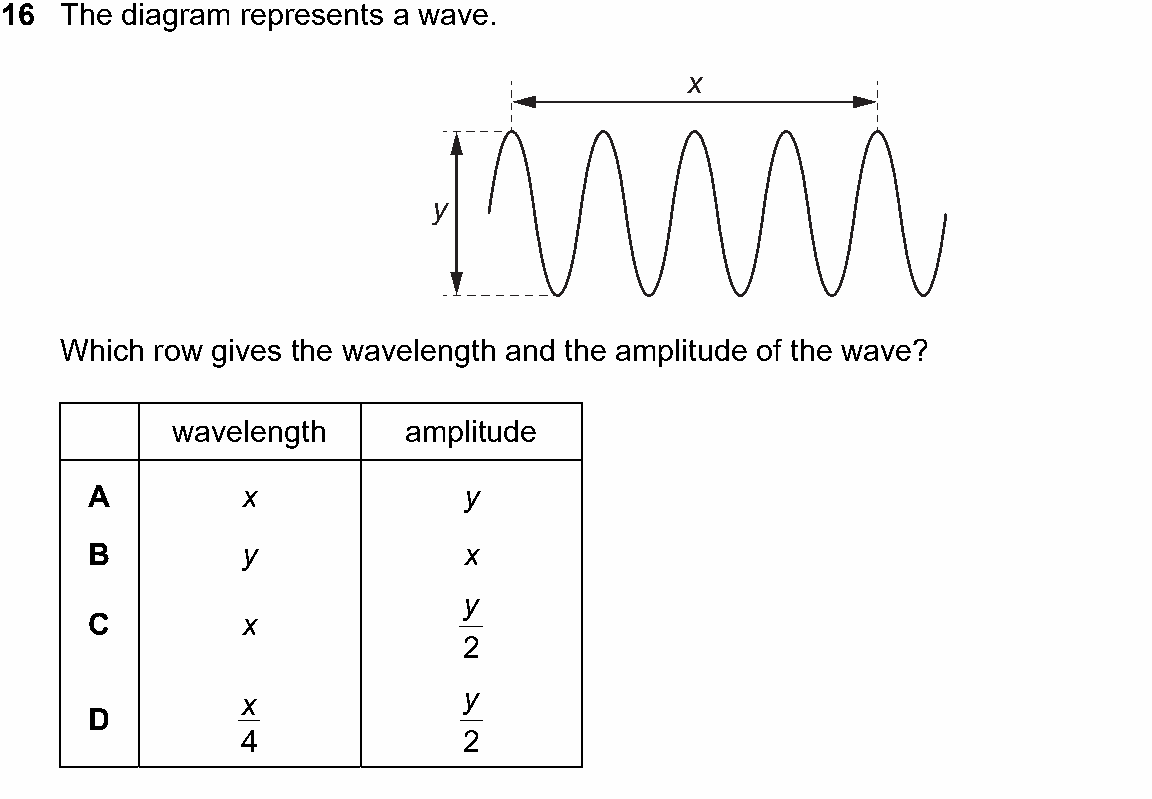 16 The diagram represents a wave.
x
y
Which row gives the wavelength and the amplitude of the wave?
wavelength amplitude
A x y
B y x
C x y/2
D x/4 y/2